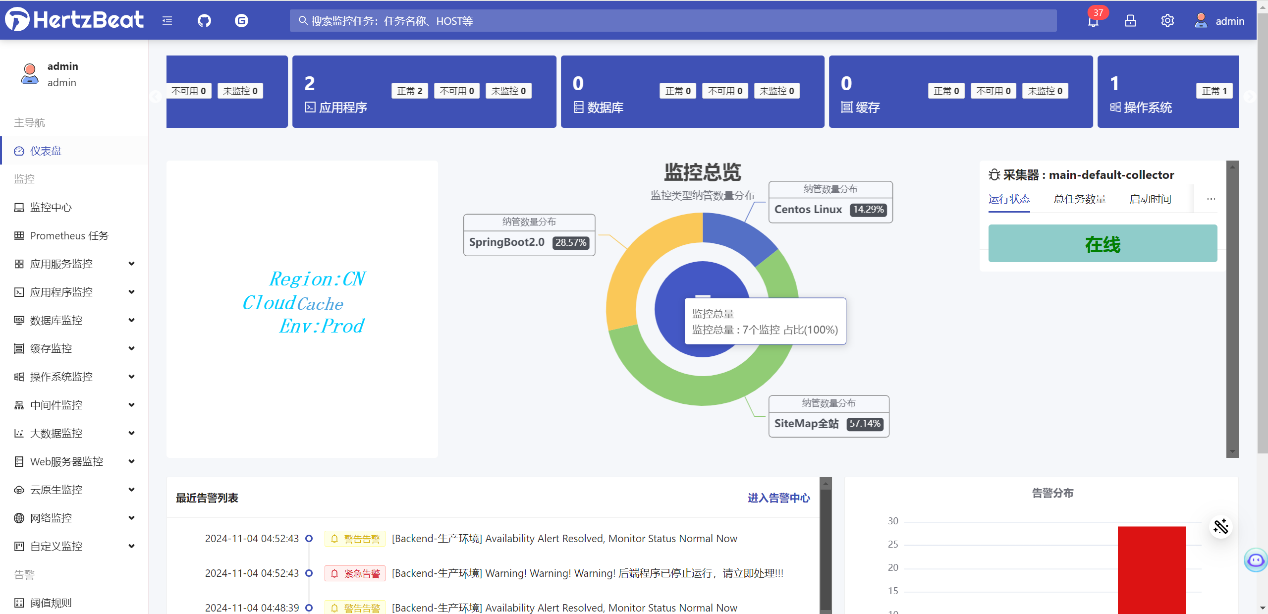 HertzBeat
搜索监控任务：任务名称、HOST等
37
admin
admin
admin
主导航
仪表盘
监控
监控中心
Prometheus 任务
应用服务监控
应用程序监控
数据库监控
缓存监控
操作系统监控
中间件监控
大数据监控
Web服务器监控
云原生监控
网络监控
自定义监控
告警
阈值规则
不可用 0 未监控 0
2
应用程序
正常 2 不可用 0 未监控 0
0
数据库
正常 0 不可用 0 未监控 0
0
缓存
正常 0 不可用 0 未监控 0
1
操作系统
正常 1
Region:CN
CloudCache
Env:Prod
监控总览
监控类型纳管数量分布
纳管数量分布
Centos Linux 14.29%
纳管数量分布
SpringBoot2.0 28.57%
监控总量
监控总量 : 7个监控 占比(100%)
纳管数量分布
SiteMap全站 57.14%
采集器 : main-default-collector
运行状态 总任务数量 启动时间 ...
在线
最近告警列表 进入告警中心
2024-11-04 04:52:43 警告告警 [Backend-生产环境] Availability Alert Resolved, Monitor Status Normal Now
2024-11-04 04:52:43 紧急告警 [Backend-生产环境] Warning! Warning! Warning! 后端程序已停止运行，请立即处理!!!
2024-11-04 04:48:39 警告告警 [Backend-生产环境] Availability Alert Resolved, Monitor Status Normal Now
告警分布
30
25
20
15
10